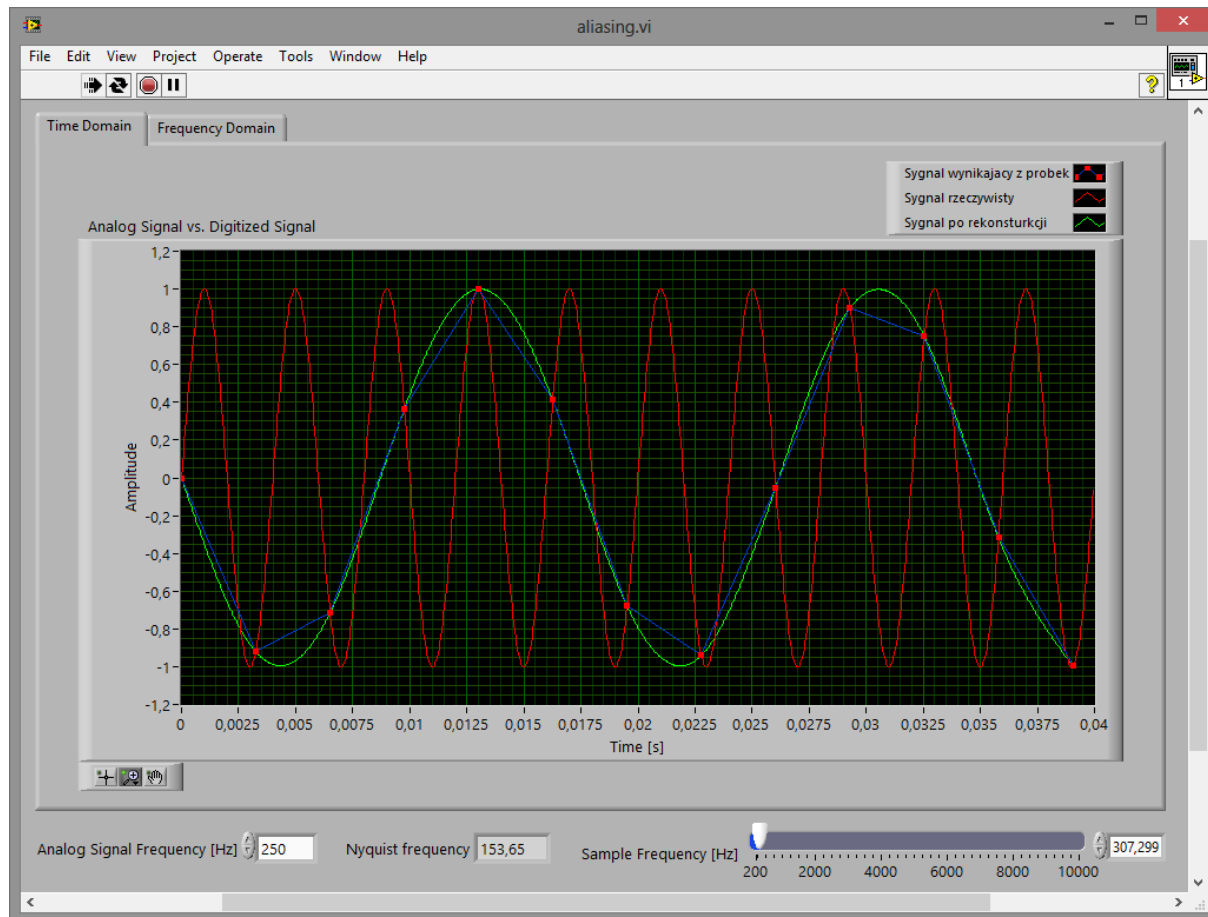 aliasing.vi
File Edit View Project Operate Tools Window Help
1
Time Domain Frequency Domain
Sygnal wynikajacy z probek
Sygnal rzeczywisty
Sygnal po rekonsturkcji
Analog Signal vs. Digitized Signal
1,2
1
0,8
0,6
0,4
0,2
0
-0,2
-0,4
-0,6
-0,8
-1
-1,2
Amplitude
0 0,0025 0,005 0,0075 0,01 0,0125 0,015 0,0175 0,02 0,0225 0,025 0,0275 0,03 0,0325 0,035 0,0375 0,04
Time [s]
Analog Signal Frequency [Hz] 250 Nyquist frequency 153,65 Sample Frequency [Hz] 307,299
200 2000 4000 6000 8000 10000